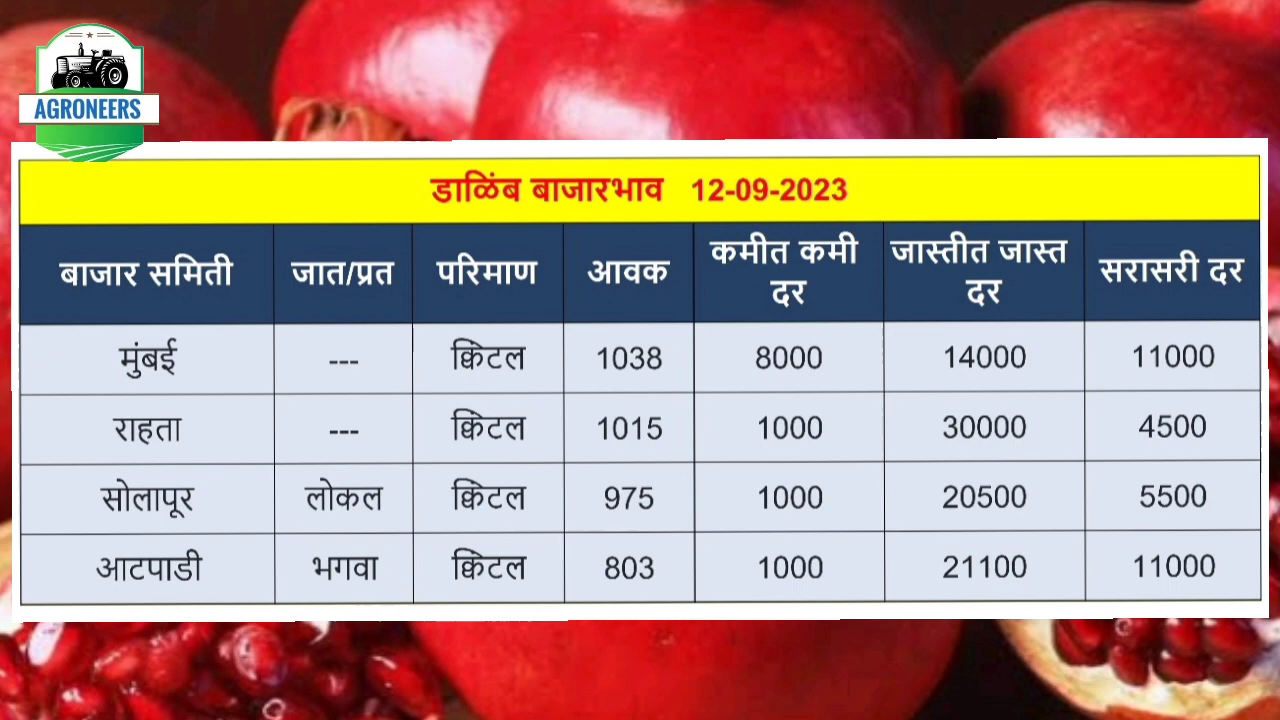 AGRONEERS
डाळिंब बाजारभाव 12-09-2023
बाजार समिती जात/प्रत परिमाण आवक कमीत कमी दर जास्तीत जास्त दर सरासरी दर
मुंबई --- क्विंटल 1038 8000 14000 11000
राहता --- क्विंटल 1015 1000 30000 4500
सोलापूर लोकल क्विंटल 975 1000 20500 5500
आटपाडी भगवा क्विंटल 803 1000 21100 11000